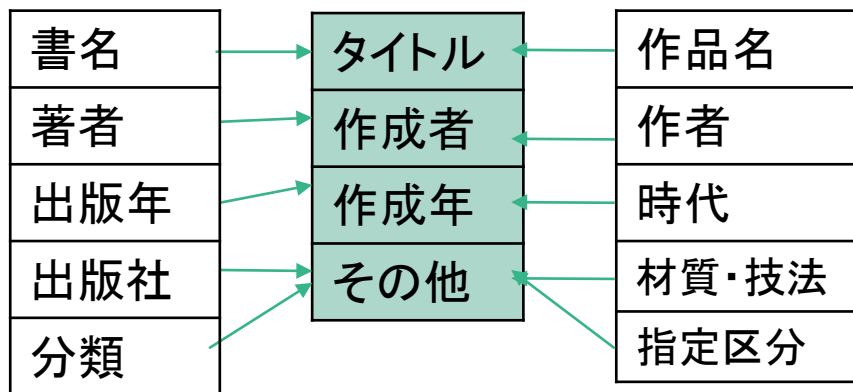 書名
著者
出版年
出版社
分類
タイトル
作成者
作成年
その他
作品名
作者
時代
材質・技法
指定区分